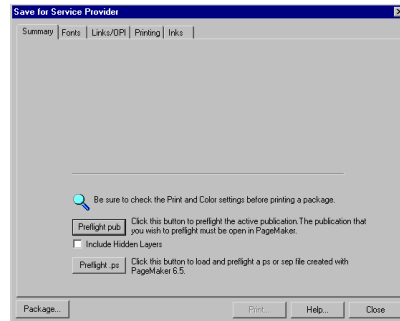 Save for Service Provider
Summary Fonts Links/OPI Printing Inks
Be sure to check the Print and Color settings before printing a package.
Preflight pub
Click this button to preflight the active publication.The publication that
you wish to preflight must be open in PageMaker.
Include Hidden Layers
Preflight .ps
Click this button to load and preflight a ps or sep file created with
PageMaker 6.5.
Package... Print... Help... Close